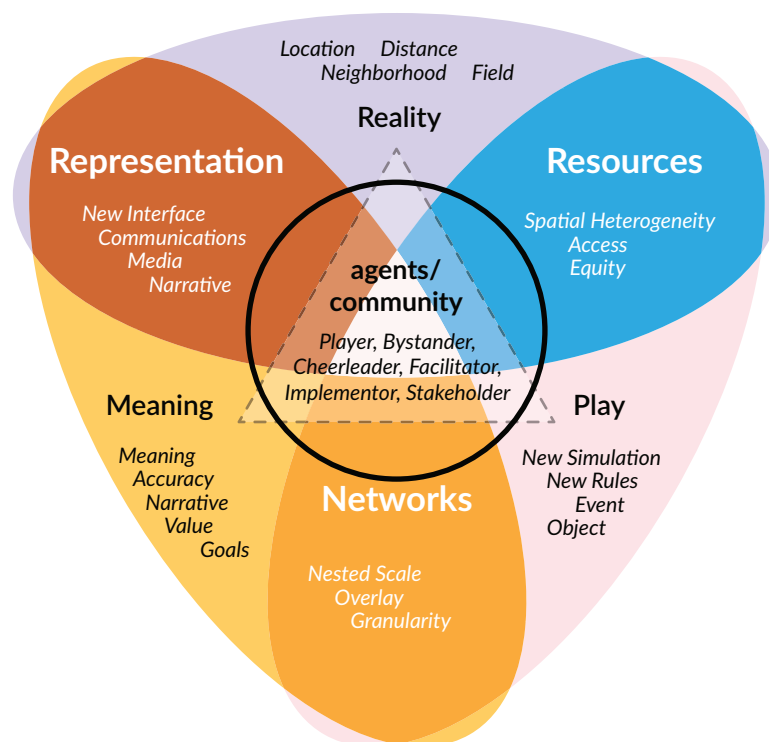 Location Distance
Neighborhood Field
Reality
Representation
New Interface
Communications
Media
Narrative
Resources
Spatial Heterogeneity
Access
Equity
agents/
community
Player, Bystander,
Cheerleader, Facilitator,
Implementor, Stakeholder
Meaning
Meaning
Accuracy
Narrative
Value
Goals
Play
New Simulation
New Rules
Event
Object
Networks
Nested Scale
Overlay
Granularity